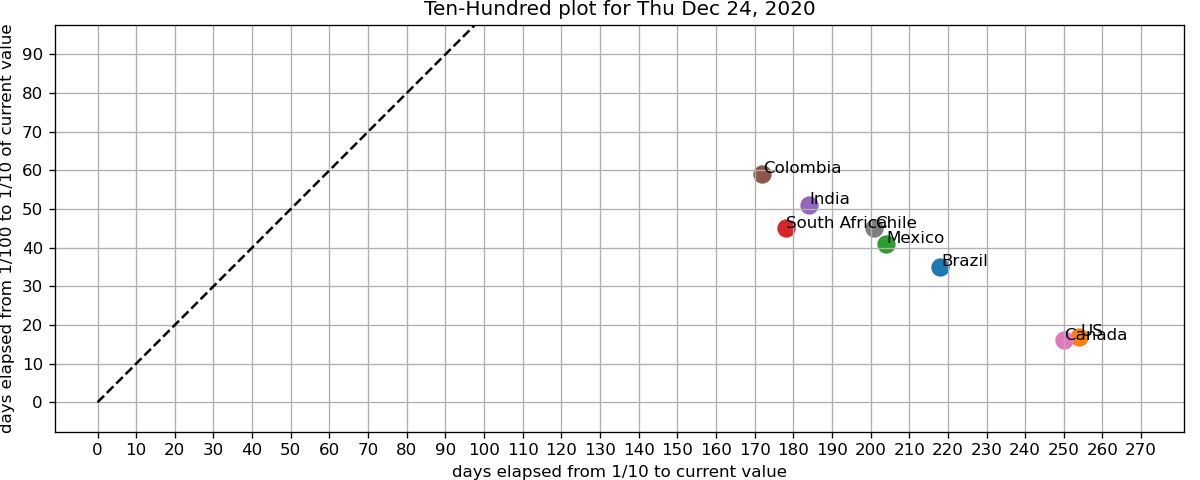 Ten-Hundred plot for Thu Dec 24, 2020
days elapsed from 1/100 to 1/10 of current value
90
80
70
60
50
40
30
20
10
0
Colombia
India
South Africa
Chile
Mexico
Brazil
US
Canada
0 10 20 30 40 50 60 70 80 90 100 110 120 130 140 150 160 170 180 190 200 210 220 230 240 250 260 270
days elapsed from 1/10 to current value